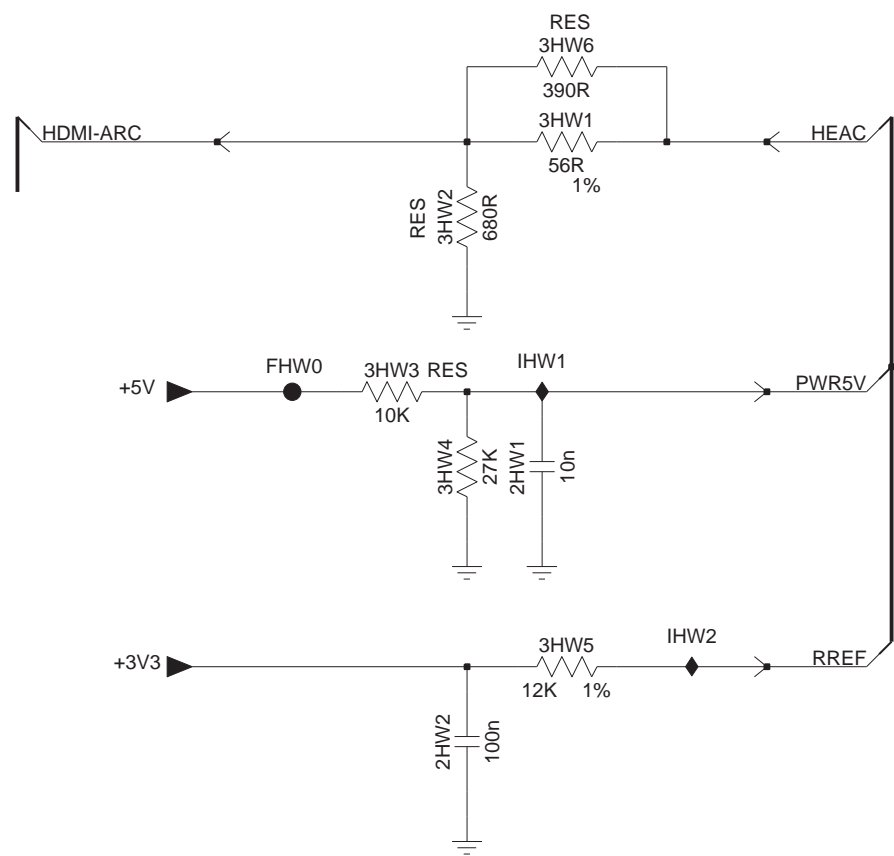 RES
3HW6
390R
HDMI-ARC
3HW1
HEAC
56R
1%
RES
3HW2
680R
+5V
FHW0
3HW3 RES
IHW1
PWR5V
10K
3HW4
27K
2HW1
10n
+3V3
3HW5
IHW2
RREF
12K 1%
2HW2
100n